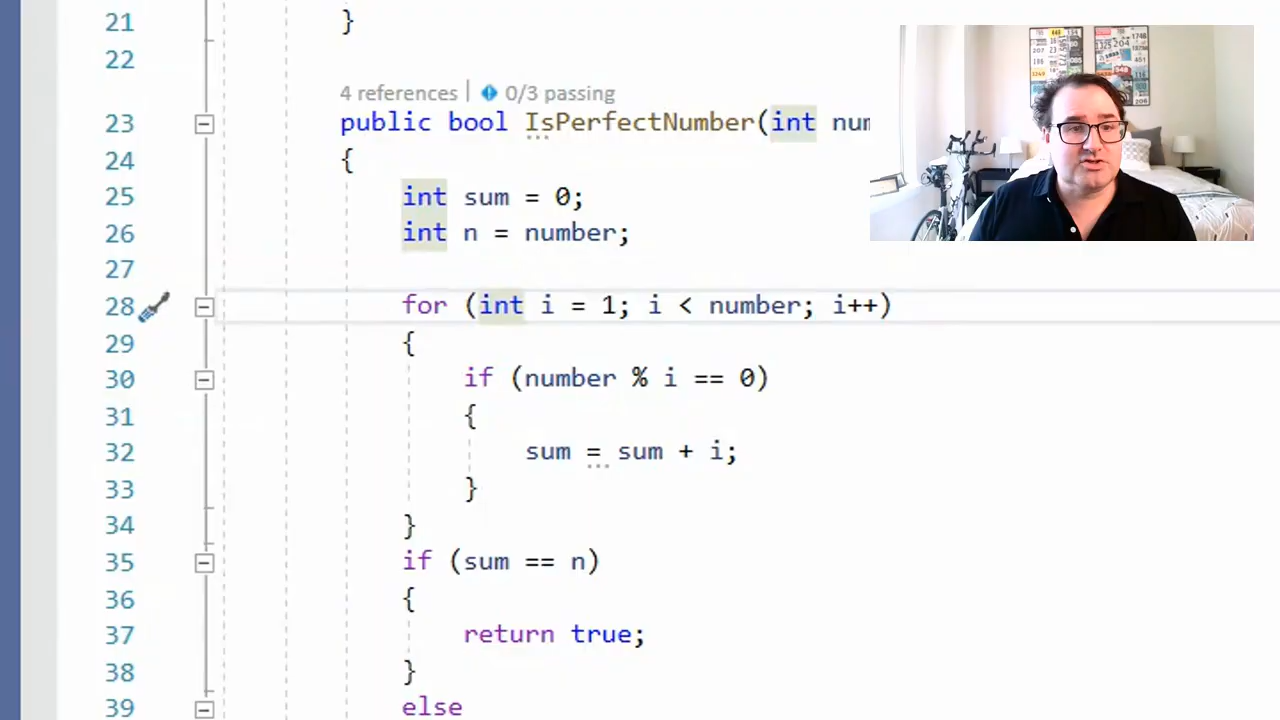 21 }
22
4 references | 0/3 passing
23 public bool IsPerfectNumber(int num
24 {
25 int sum = 0;
26 int n = number;
27
28 for (int i = 1; i < number; i++)
29 {
30 if (number % i == 0)
31 {
32 sum = sum + i;
33 }
34 }
35 if (sum == n)
36 {
37 return true;
38 }
39 else